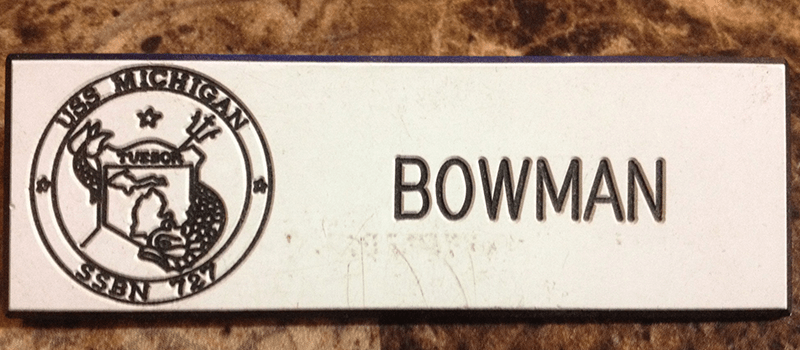 USS MICHIGAN
TUEBOR
SSBN 727
BOWMAN